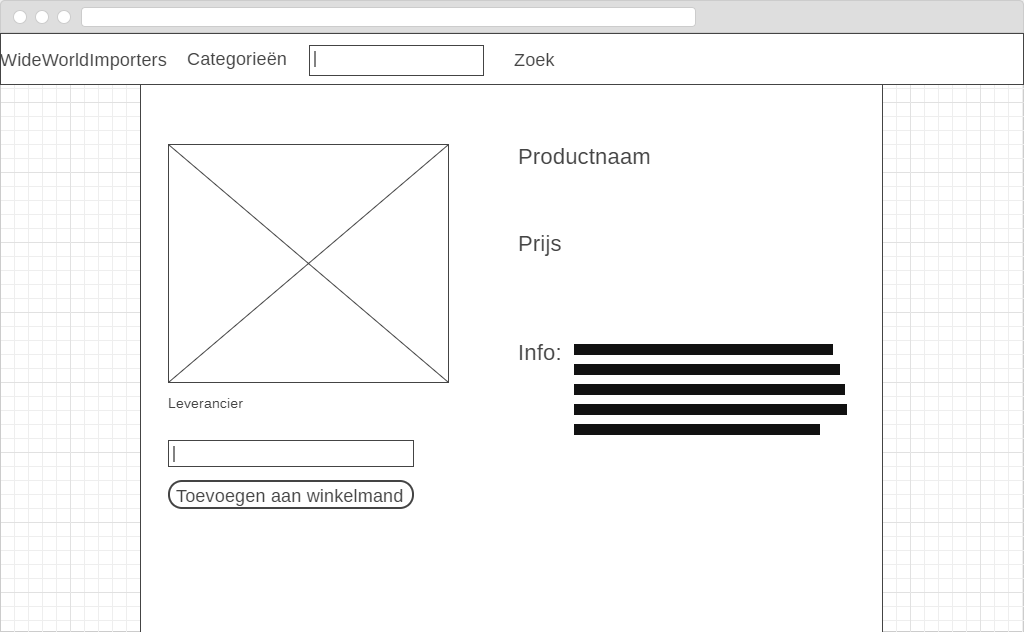 WideWorldImporters Categorieën Zoek
Productnaam
Prijs
Info:
Leverancier
Toevoegen aan winkelmand